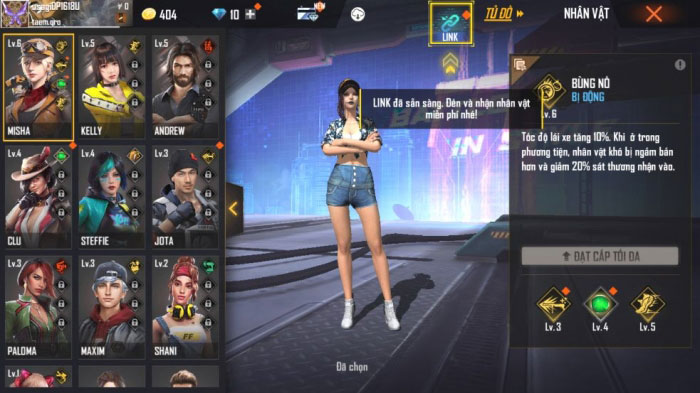 taem.gro
404
10
LINK
TỦ ĐỒ
NHÂN VẬT
Lv.6
MISHA
Lv.5
KELLY
Lv.5
ANDREW
Lv.4
CLU
Lv.4
STEFFIE
Lv.3
JOTA
Lv.3
PALOMA
Lv.3
MAXIM
Lv.2
SHANI
Lv.1
LINK đã sẵn sàng. Đến và nhận nhân vật
miễn phí nhé!
Đã chọn
BÙNG NỔ
BỊ ĐỘNG
Lv.6
Tốc độ lái xe tăng 10%. Khi ở trong
phương tiện, nhân vật khó bị ngắm bắn
hơn và giảm 20% sát thương nhận vào.
ĐẠT CẤP TỐI ĐA
Lv.3
Lv.4
Lv.5